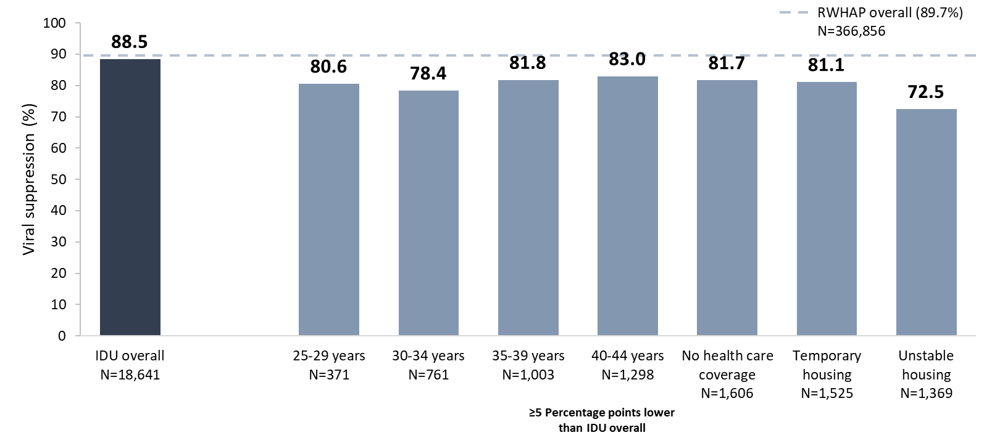 RWHAP overall (89.7%)
N=366,856
Viral suppression (%)
100
90
80
70
60
50
40
30
20
10
0
88.5
80.6
78.4
81.8
83.0
81.7
81.1
72.5
IDU overall
N=18,641
25-29 years
N=371
30-34 years
N=761
35-39 years
N=1,003
40-44 years
N=1,298
No health care
coverage
N=1,606
Temporary
housing
N=1,525
Unstable
housing
N=1,369
≥5 Percentage points lower
than IDU overall